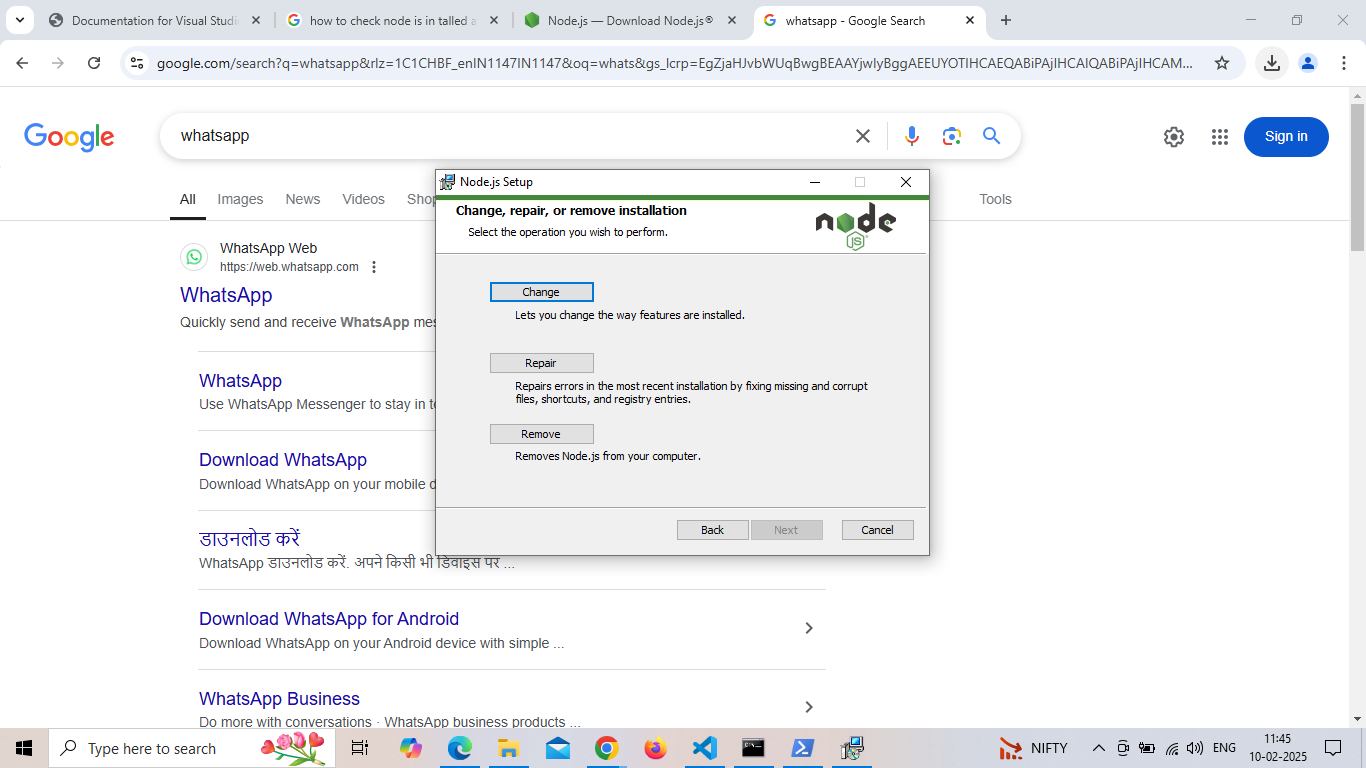 Documentation for Visual Studi
how to check node is in talled a
Node.js — Download Node.js®
whatsapp - Google Search
google.com/search?q=whatsapp&rlz=1C1CHBF_enIN1147IN1147&oq=whats&gs_lcrp=EgZjaHJvbWUqBwgBEAAYjwIyBggAEEUYOTIHCAEQABiPAjIHCAIQABiPAjIHCAM...
Google
whatsapp
Sign in
All
Images
News
Videos
Shop
Tools
WhatsApp Web
https://web.whatsapp.com
WhatsApp
Quickly send and receive WhatsApp mes
WhatsApp
Use WhatsApp Messenger to stay in to
Download WhatsApp
Download WhatsApp on your mobile d
डाउनलोड करें
WhatsApp डाउनलोड करें. अपने किसी भी डिवाइस पर ...
Download WhatsApp for Android
Download WhatsApp on your Android device with simple ...
WhatsApp Business
Do more with conversations · WhatsApp business products ...
Node.js Setup
Change, repair, or remove installation
Select the operation you wish to perform.
node
JS
Change
Lets you change the way features are installed.
Repair
Repairs errors in the most recent installation by fixing missing and corrupt
files, shortcuts, and registry entries.
Remove
Removes Node.js from your computer.
Back
Next
Cancel
Type here to search
NIFTY
ENG
11:45
10-02-2025